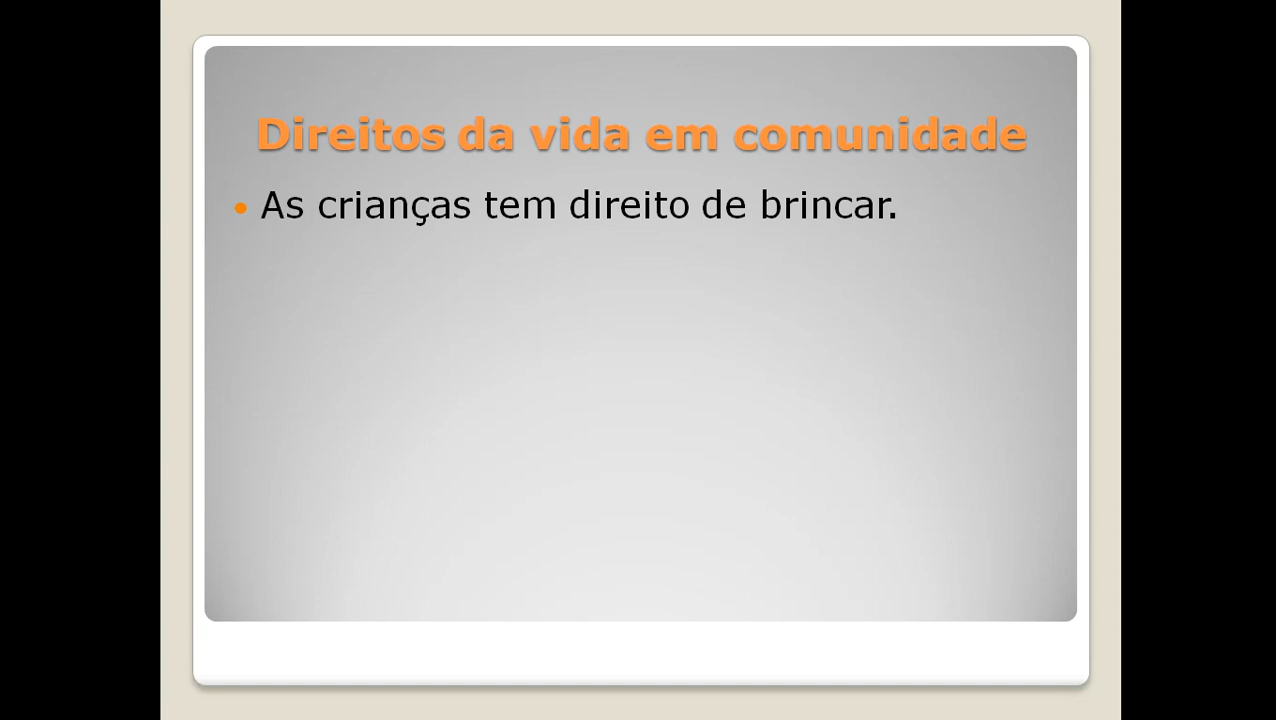 Direitos da vida em comunidade
• As crianças tem direito de brincar.